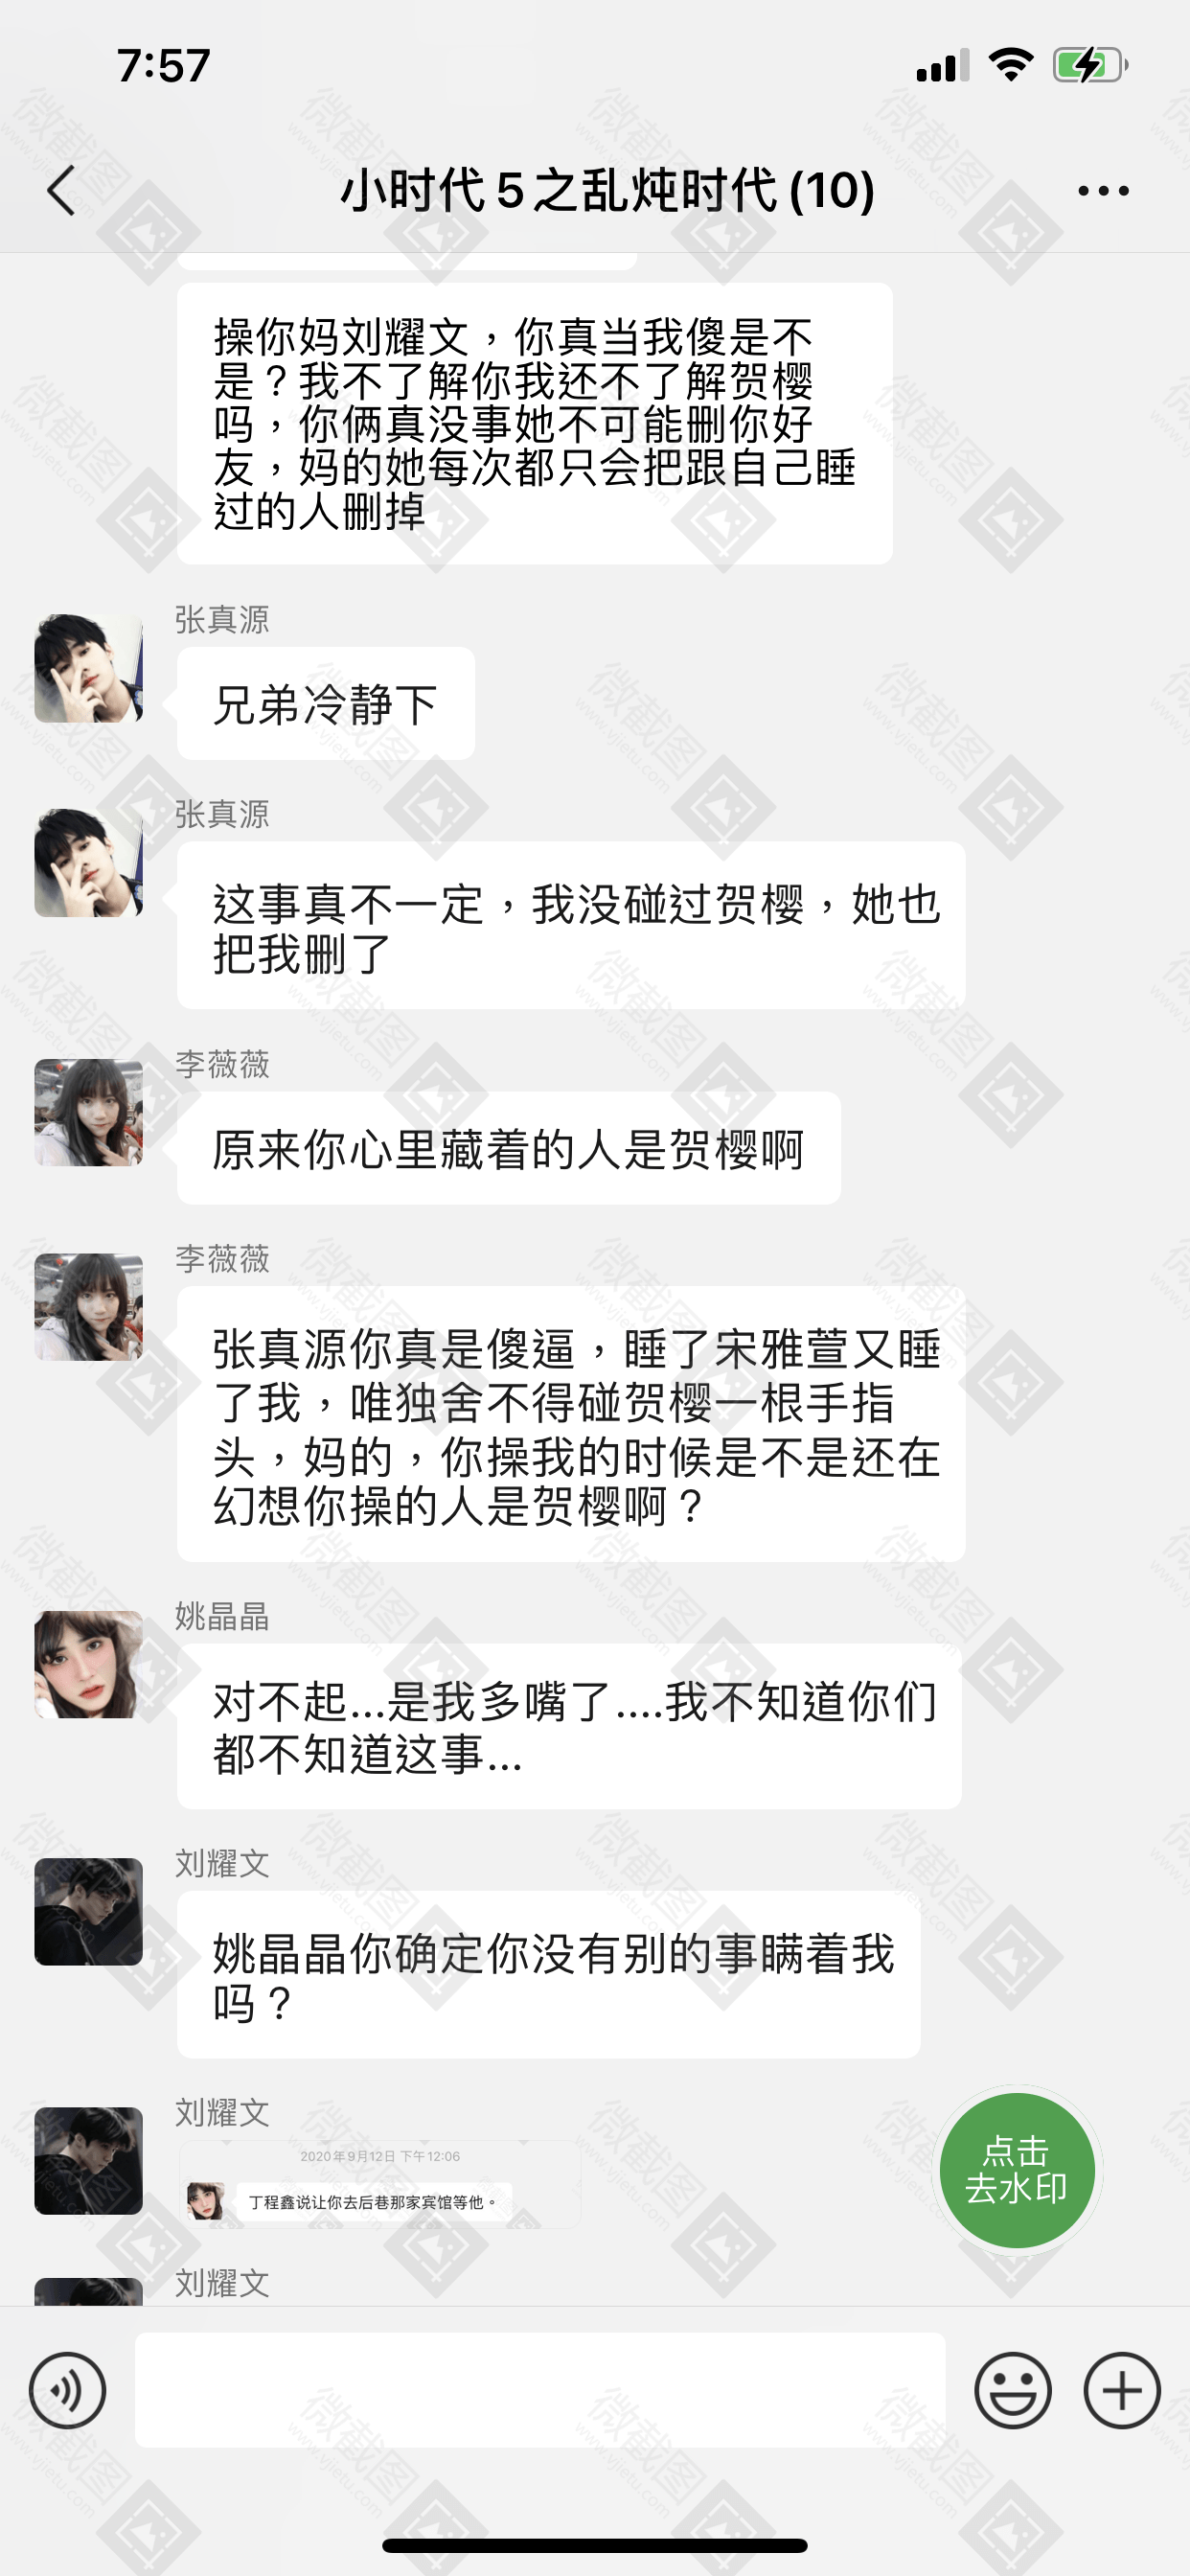 7:57
小时代5之乱炖时代(10)
操你妈刘耀文，你真当我傻是不
是？我不了解你我还不了解贺樱
吗，你俩真没事她不可能删你好
友，妈的她每次都只会把跟自己睡
过的人删掉
张真源
兄弟冷静下
张真源
这事真不一定，我没碰过贺樱，她也
把我删了
李薇薇
原来你心里藏着的人是贺樱啊
李薇薇
张真源你真是傻逼，睡了宋雅萱又睡
了我，唯独舍不得碰贺樱一根手指
头，妈的，你操我的时候是不是还在
幻想你操的人是贺樱啊？
姚晶晶
对不起...是我多嘴了....我不知道你们
都不知道这事...
刘耀文
姚晶晶你确定你没有别的事瞒着我
吗？
刘耀文
2020年9月12日 下午12:06
丁程鑫说让你去后巷那家宾馆等他。
点击
去水印
刘耀文
微截图
www.vjietu.com